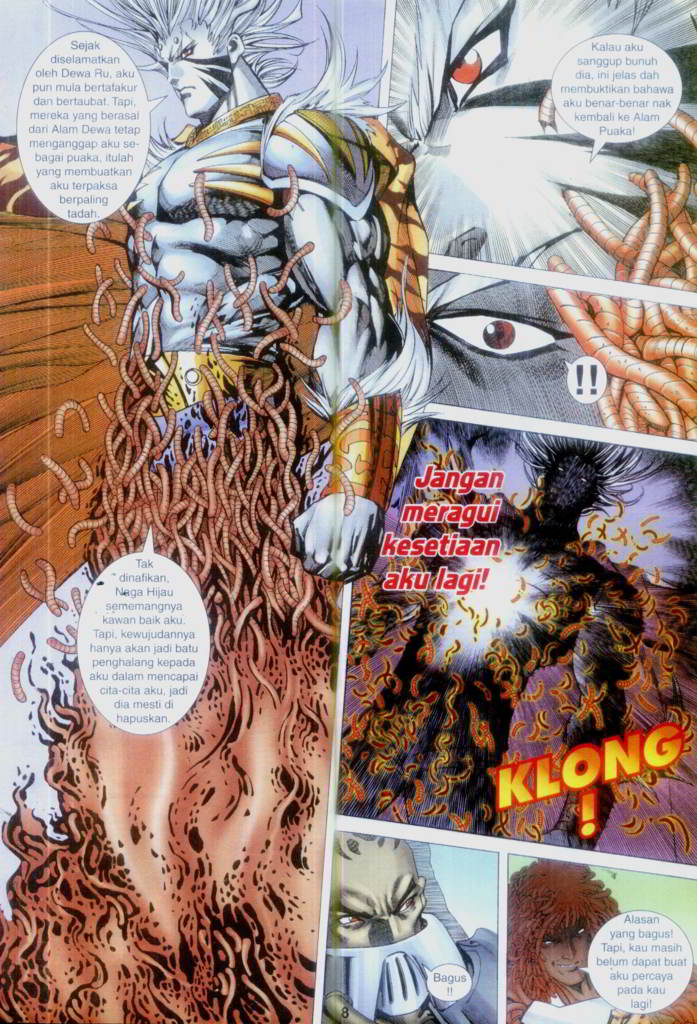 Sejak
diselamatkan
oleh Dewa Ru, aku
pun mula bertafakur
dan bertaubat. Tapi,
mereka yang berasal
dari Alam Dewa tetap
menganggap aku se-
bagai puaka, itulah
yang membuatkan
aku terpaksa
berpaling
tadah.
Kalau aku
sanggup bunuh
dia, ini jelas dah
membuktikan bahawa
aku benar-benar nak
kembali ke Alam
Puaka!
!!
Jangan
meragui
kesetiaan
aku lagi!
Tak
dinafikan,
Naga Hijau
sememangnya
kawan baik aku.
Tapi, kewujudannya
hanya akan jadi batu
penghalang kepada
aku dalam mencapai
cita-cita aku, jadi
dia mesti di
hapuskan.
KLONG
!
Bagus
!!
Alasan
yang bagus!
Tapi, kau masih
belum dapat buat
aku percaya
pada kau
lagi!
8